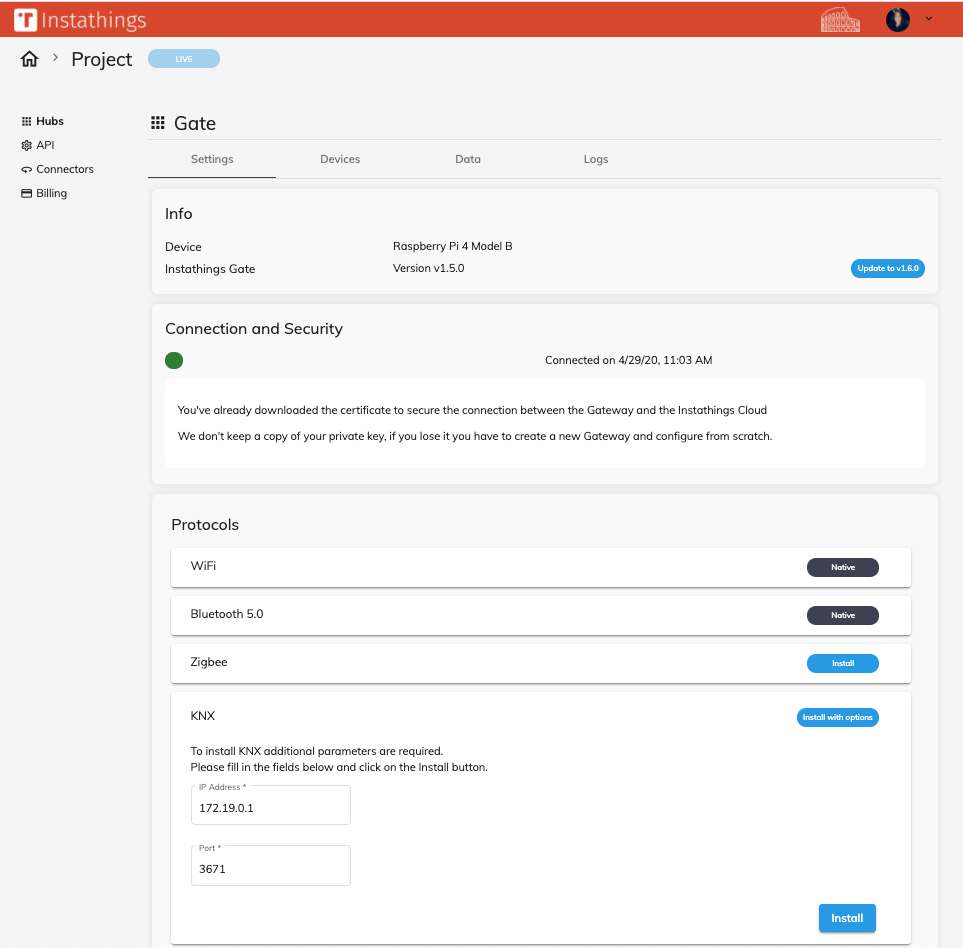 Instathings
Project
LIVE
Hubs
API
Connectors
Billing
Gate
Settings
Devices
Data
Logs
Info
Device
Raspberry Pi 4 Model B
Instathings Gate
Version v1.5.0
Update to v1.6.0
Connection and Security
Connected on 4/29/20, 11:03 AM
You've already downloaded the certificate to secure the connection between the Gateway and the Instathings Cloud
We don't keep a copy of your private key, if you lose it you have to create a new Gateway and configure from scratch.
Protocols
WiFi
Native
Bluetooth 5.0
Native
Zigbee
Install
KNX
Install with options
To install KNX additional parameters are required.
Please fill in the fields below and click on the Install button.
IP Address *
172.19.0.1
Port *
3671
Install